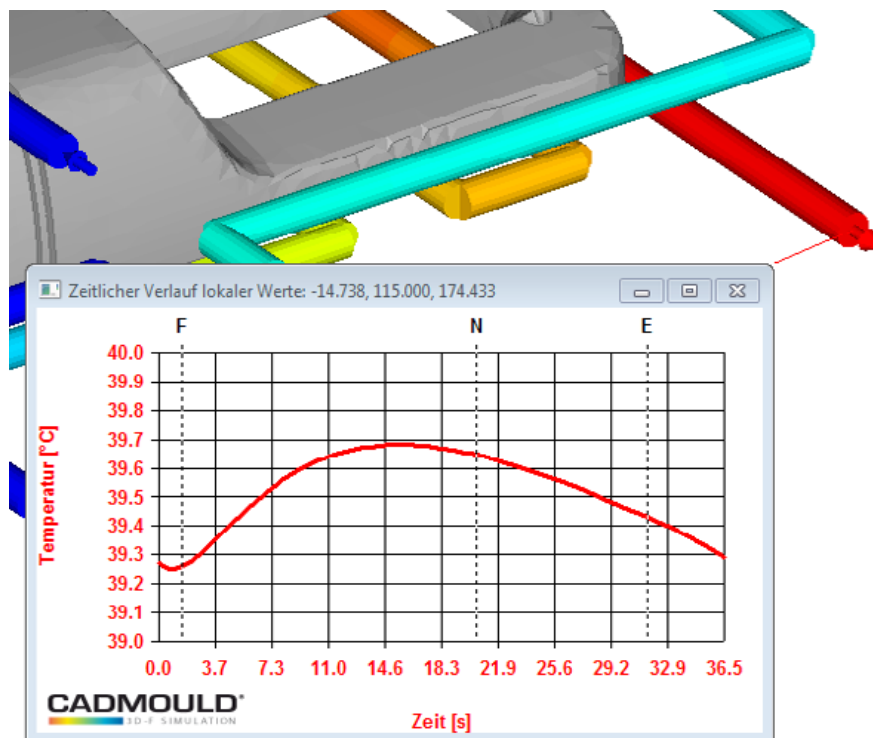 Zeitlicher Verlauf lokaler Werte: -14.738, 115.000, 174.433
F N E
40.0
39.9
39.8
39.7
39.6
39.5
39.4
39.3
39.2
39.1
39.0
Temperatur [°C]
0.0 3.7 7.3 11.0 14.6 18.3 21.9 25.6 29.2 32.9 36.5
Zeit [s]
CADMOULD®
3D-F SIMULATION